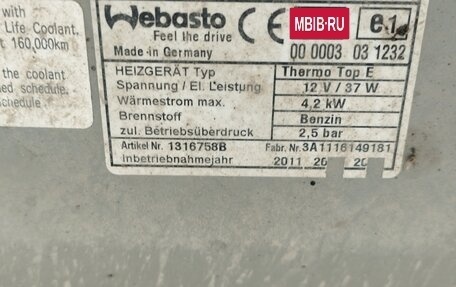 with
Life Coolant.
160,000km
the coolant
schedule.
schedule.
Webasto
Feel the drive
CE
MBIB·RU
e1
Made in Germany
00 0003 03 1232
HEIZGERÄT Typ Thermo Top E
Spannung / El. Leistung 12 V / 37 W
Wärmestrom max. 4,2 kW
Brennstoff Benzin
zul. Betriebsüberdruck 2,5 bar
Artikel Nr. 1316758B Fabr. Nr. 3A1116149181
Inbetriebnahmejahr 2011 20 20